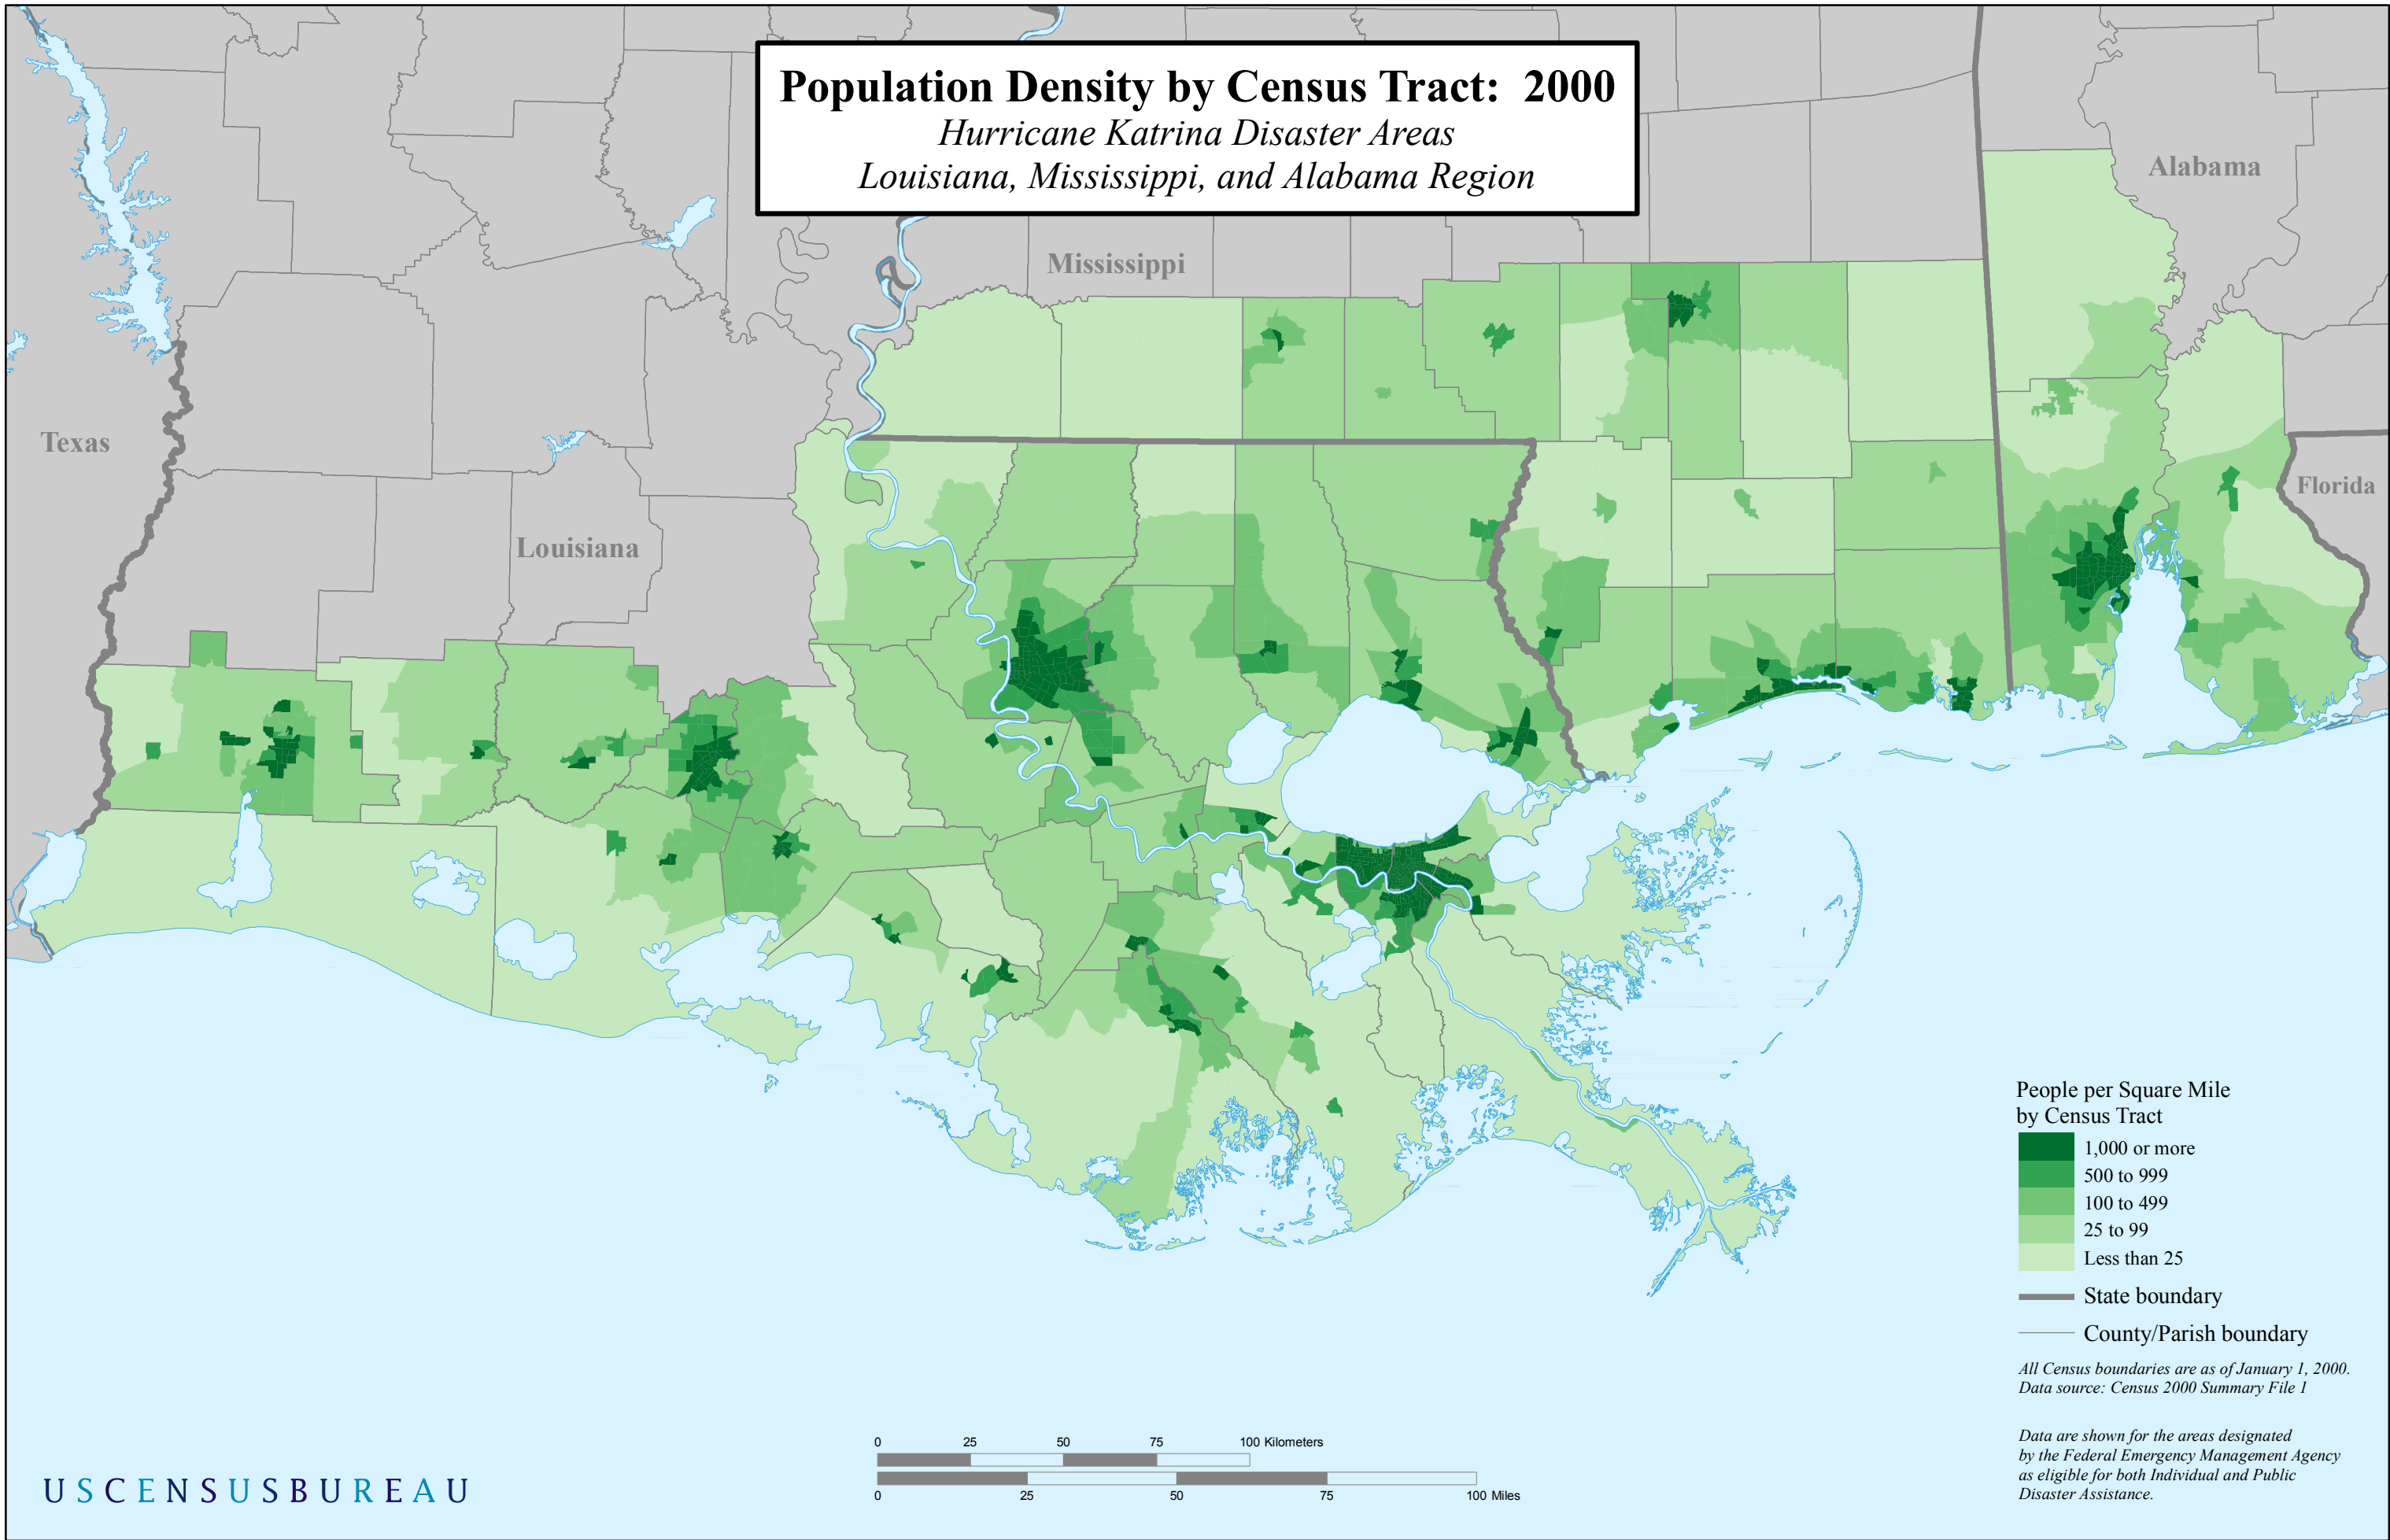 Population Density by Census Tract: 2000
Hurricane Katrina Disaster Areas
Louisiana, Mississippi, and Alabama Region
Alabama
Mississippi
Texas
Florida
Louisiana
People per Square Mile
by Census Tract
1,000 or more
500 to 999
100 to 499
25 to 99
Less than 25
State boundary
County/Parish boundary
All Census boundaries are as of January 1, 2000.
Data source: Census 2000 Summary File 1
Data are shown for the areas designated
by the Federal Emergency Management Agency
as eligible for both Individual and Public
Disaster Assistance.
0 25 50 75 100 Kilometers
0 25 50 75 100 Miles
USCENSUSBUREAU